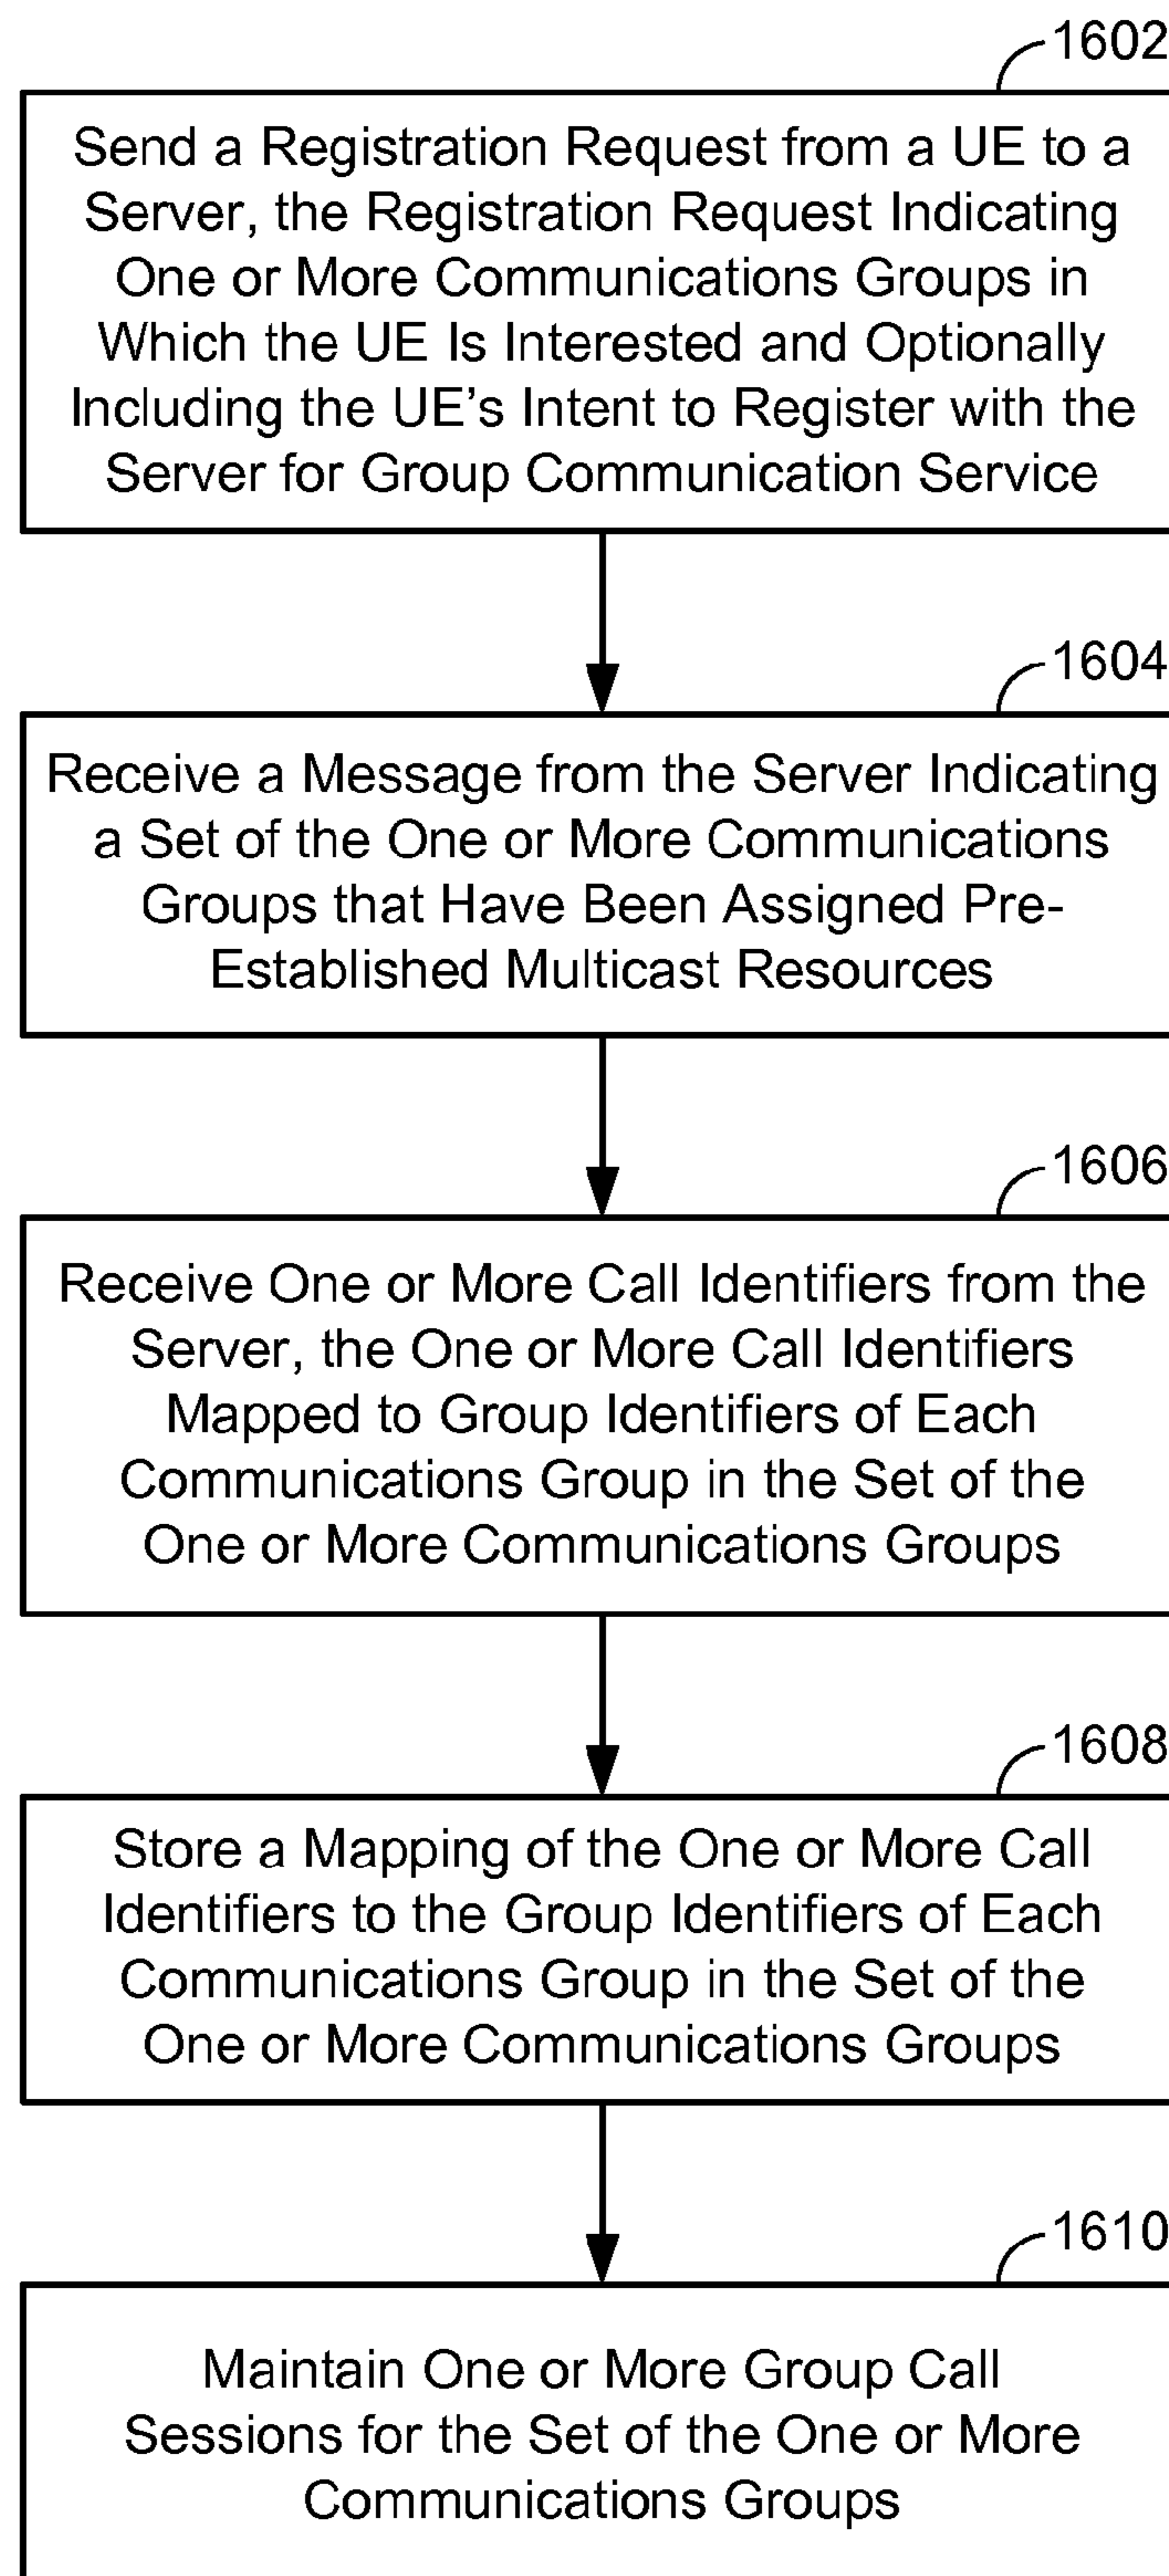 1602
Send a Registration Request from a UE to a
Server, the Registration Request Indicating
One or More Communications Groups in
Which the UE Is Interested and Optionally
Including the UE’s Intent to Register with the
Server for Group Communication Service
1604
Receive a Message from the Server Indicating
a Set of the One or More Communications
Groups that Have Been Assigned Pre-
Established Multicast Resources
1606
Receive One or More Call Identifiers from the
Server, the One or More Call Identifiers
Mapped to Group Identifiers of Each
Communications Group in the Set of the
One or More Communications Groups
1608
Store a Mapping of the One or More Call
Identifiers to the Group Identifiers of Each
Communications Group in the Set of the
One or More Communications Groups
1610
Maintain One or More Group Call
Sessions for the Set of the One or More
Communications Groups